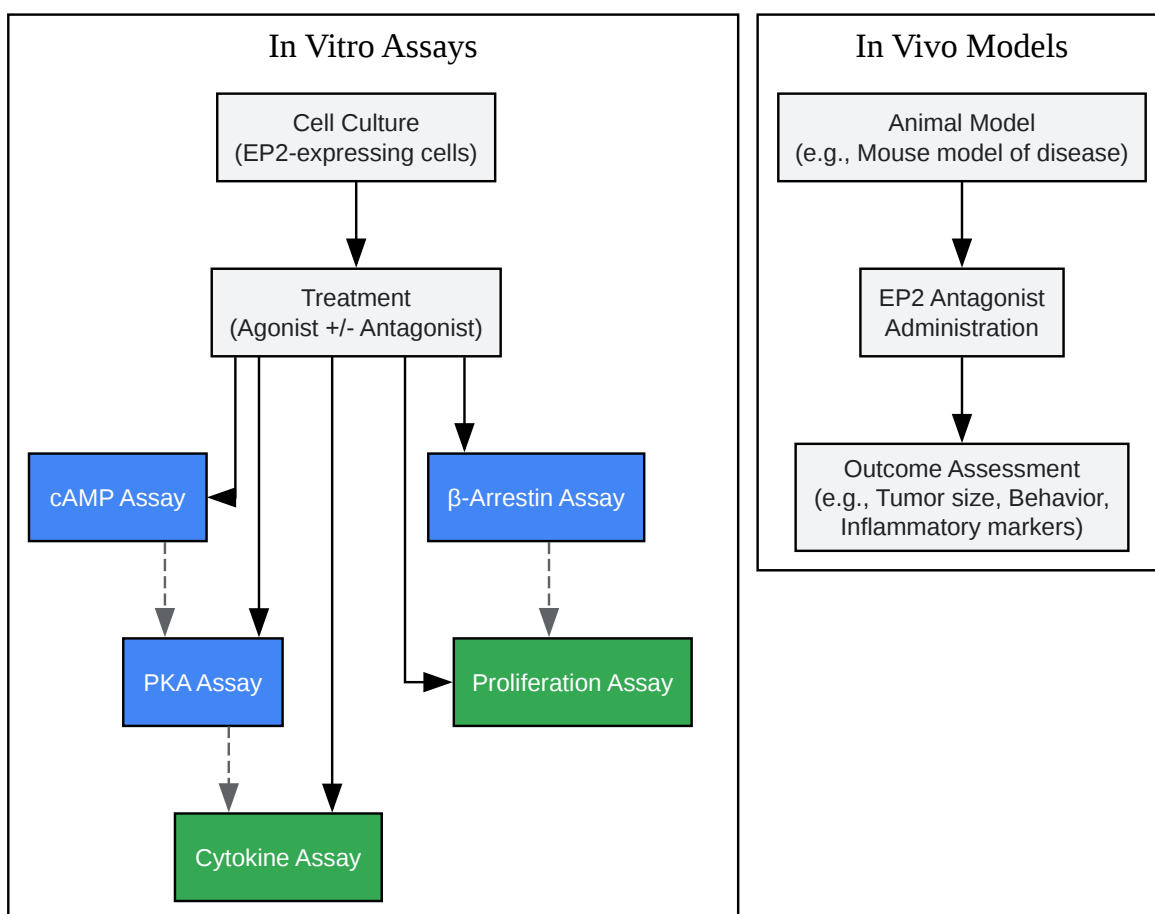 In Vitro Assays
Cell Culture
(EP2-expressing cells)
Treatment
(Agonist +/- Antagonist)
cAMP Assay
β-Arrestin Assay
PKA Assay
Proliferation Assay
Cytokine Assay
In Vivo Models
Animal Model
(e.g., Mouse model of disease)
EP2 Antagonist
Administration
Outcome Assessment
(e.g., Tumor size, Behavior,
Inflammatory markers)